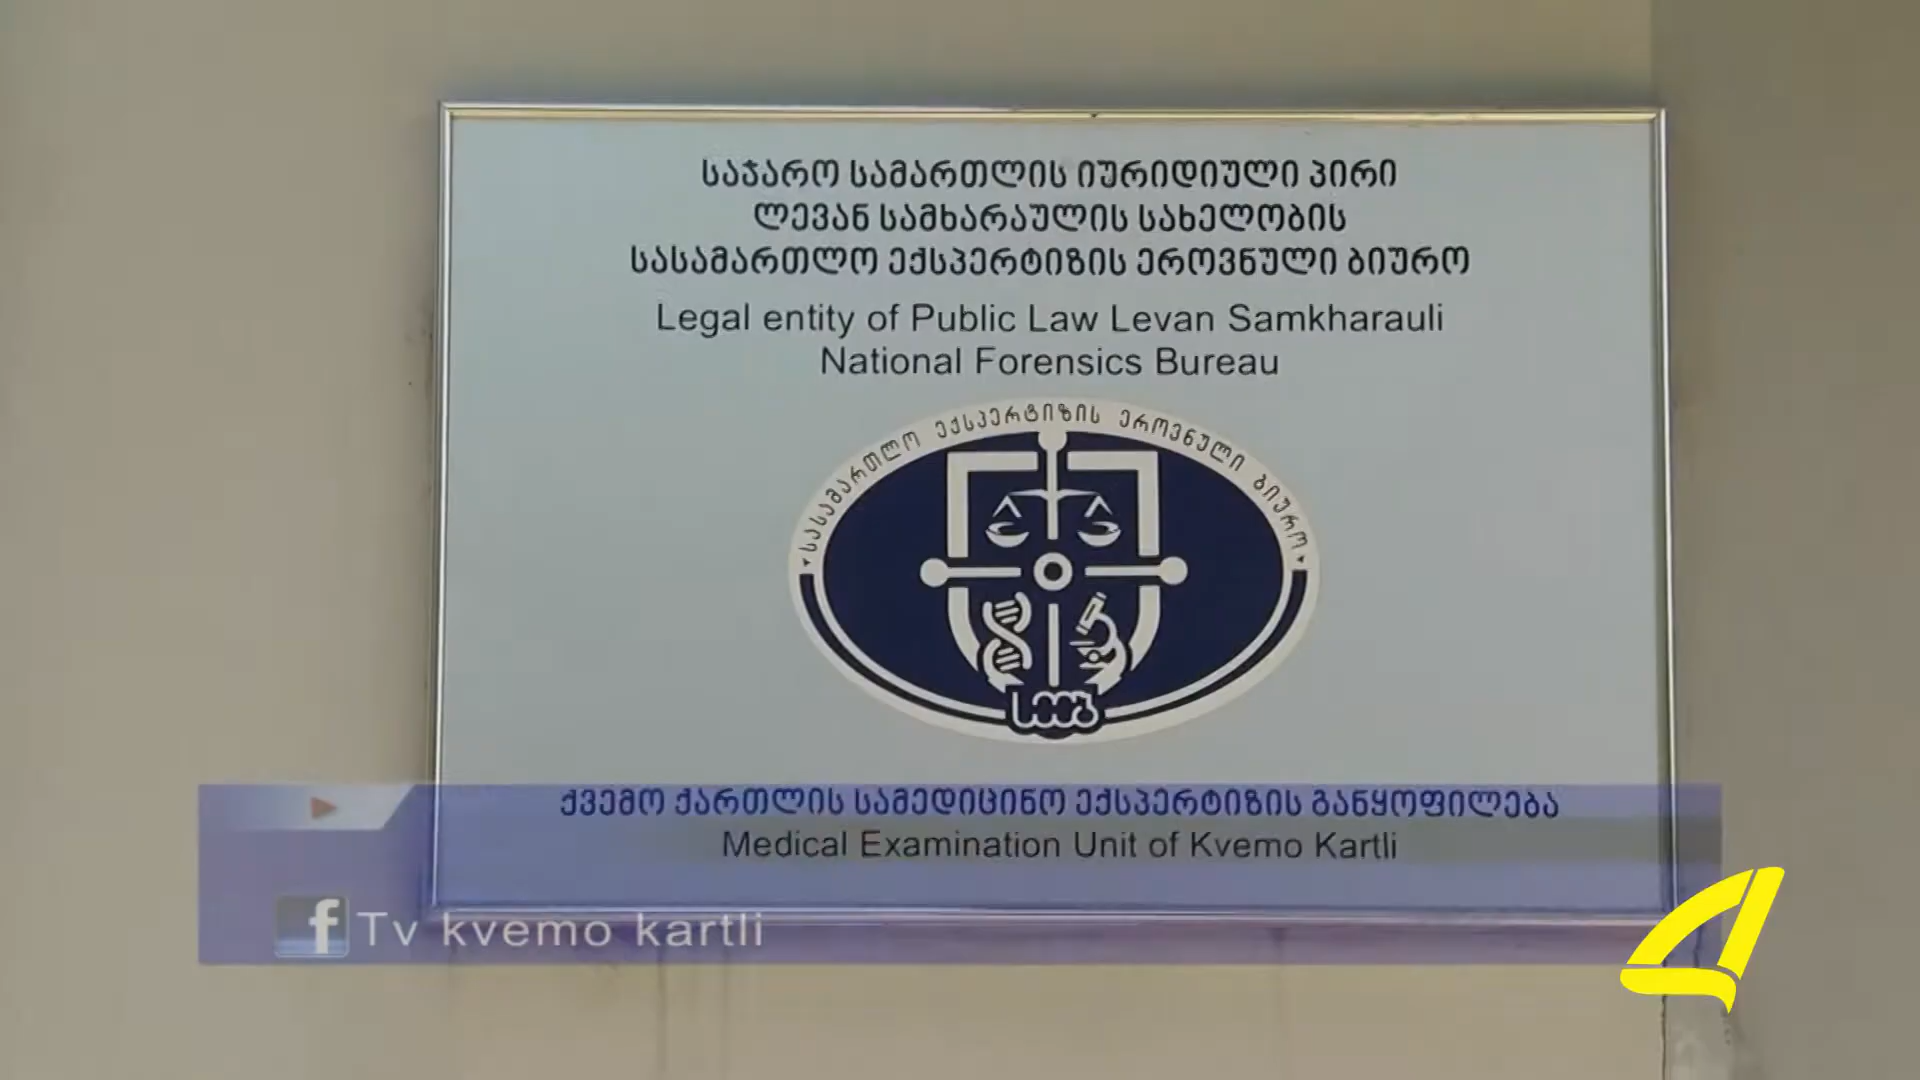 საჯარო სამართლის იურიდიული პირი
ლევან სამხარაულის სახელობის
სასამართლო ექსპერტიზის ეროვნული ბიურო
Legal entity of Public Law Levan Samkharauli
National Forensics Bureau
სასამართლო ექსპერტიზის ეროვნული ბიურო
სეებ
ქვემო ქართლის სამედიცინო ექსპერტიზის განყოფილება
Medical Examination Unit of Kvemo Kartli
Tv kvemo kartli